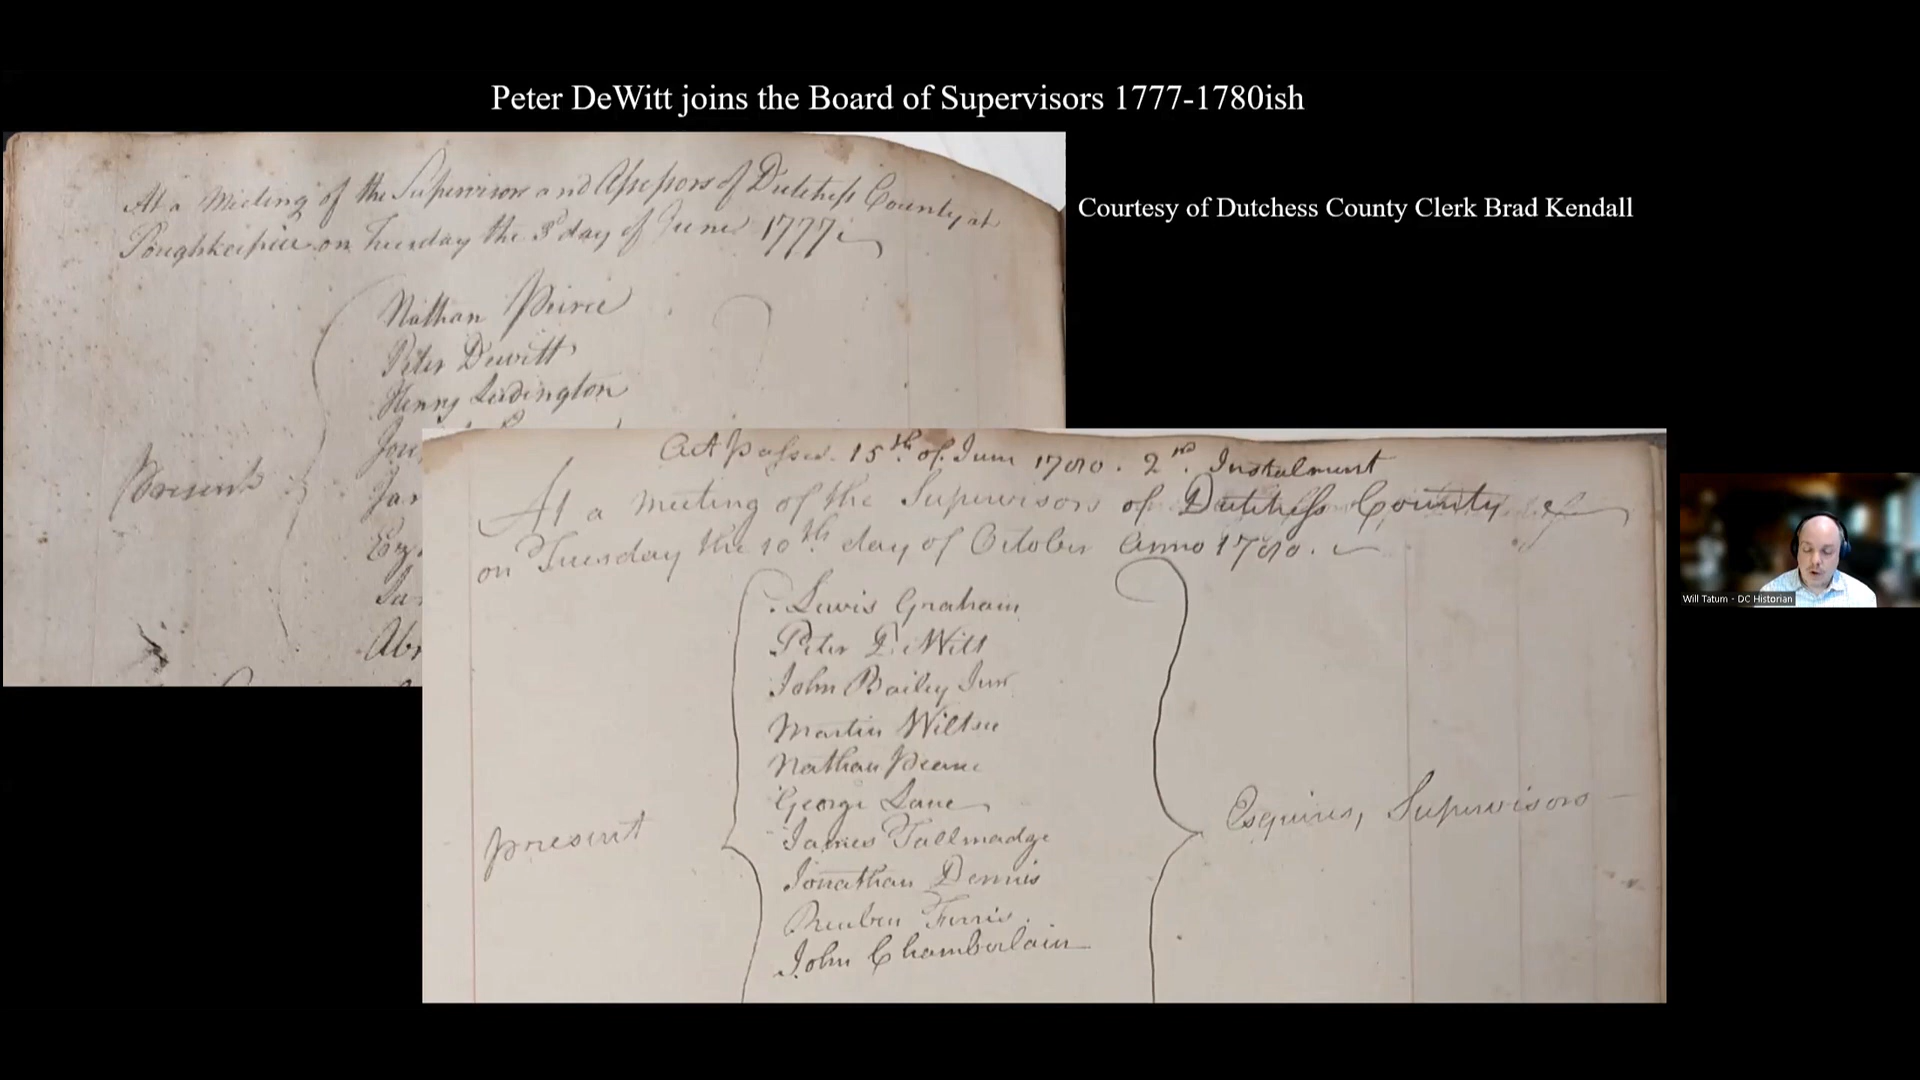 Peter DeWitt joins the Board of Supervisors 1777-1780ish
Courtesy of Dutchess County Clerk Brad Kendall
At a Meeting of the Supervisors and Assessors of Dutchess County at
Poughkeepsie on Tuesday the 3d day of June 1777
Nathan Peirce
Peter Dewitt
Henry Ludington
Present
Act passed 15th of June 1780. 2nd Instalment
At a meeting of the Supervisors of Dutchess County
on Tuesday the 10th day of October Anno 1780.
Lewis Graham
Peter DeWitt
John Bailey Junr
Martin Wiltsie
Nathan Pearce
George Lane
James Tallmadge
Jonathan Dennis
Reuben Ferris
John Chamberlain
present
Esquires, Supervisors
Will Tatum - DC Historian